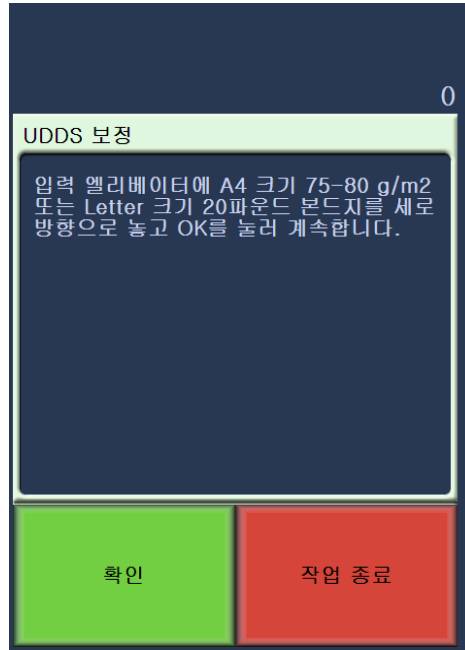 0
UDDS 보정
입력 엘리베이터에 A4 크기 75-80 g/m2
또는 Letter 크기 20파운드 본드지를 세로
방향으로 놓고 OK를 눌러 계속합니다.
확인
작업 종료